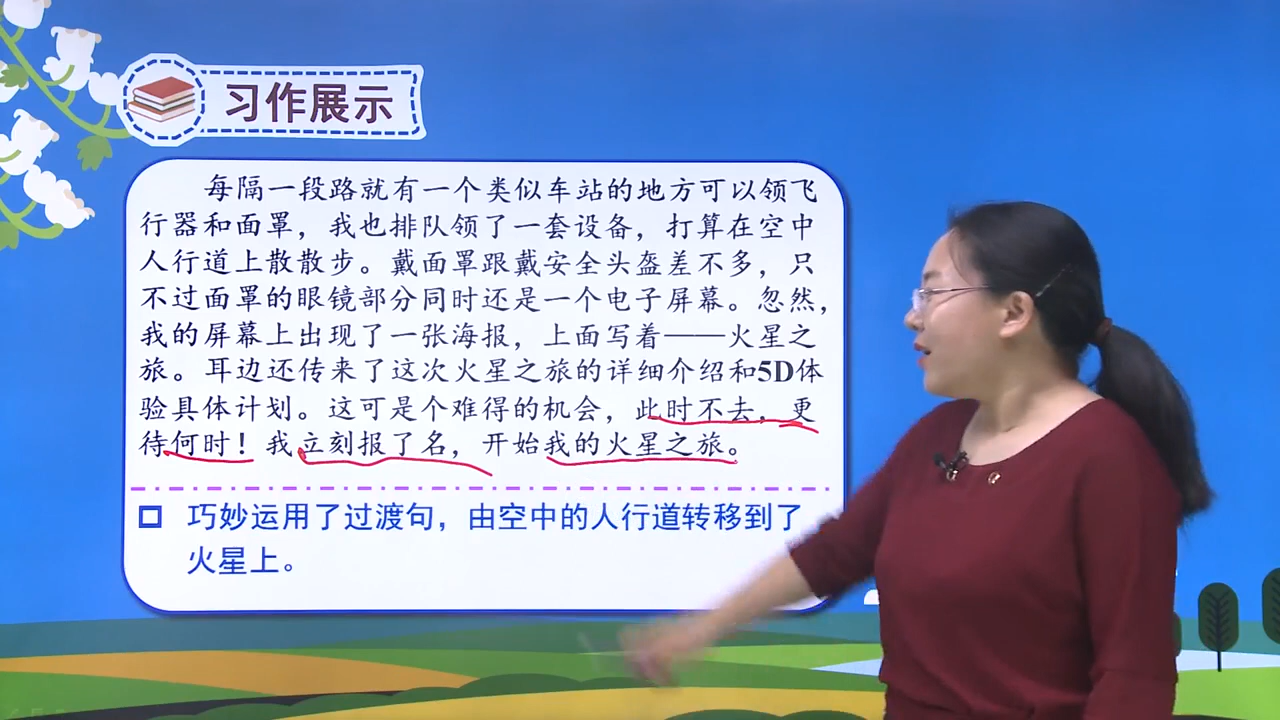 习作展示
每隔一段路就有一个类似车站的地方可以领飞
行器和面罩，我也排队领了一套设备，打算在空中
人行道上散散步。戴面罩跟戴安全头盔差不多，只
不过面罩的眼镜部分同时还是一个电子屏幕。忽然，
我的屏幕上出现了一张海报，上面写着——火星之
旅。耳边还传来了这次火星之旅的详细介绍和5D体
验具体计划。这可是个难得的机会，此时不去，更
待何时！我立刻报了名，开始我的火星之旅。
巧妙运用了过渡句，由空中的人行道转移到了
火星上。